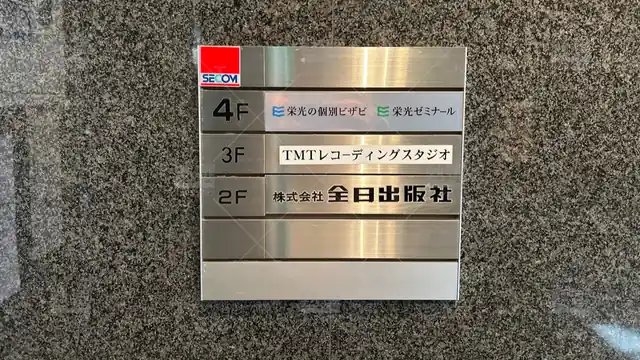 SECOM
4F 栄光の個別ビザビ 栄光ゼミナール
3F TMTレコーディングスタジオ
2F 株式会社 全日出版社